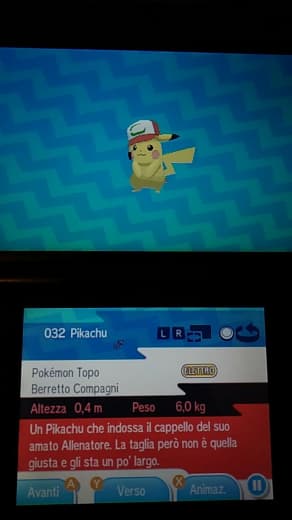 032 Pikachu
L R
Pokémon Topo
ELETTRO
Berretto Compagni
Altezza 0,4 m Peso 6,0 kg
Un Pikachu che indossa il cappello del suo
amato Allenatore. La taglia però non è quella
giusta e gli sta un po' largo.
Avanti A Y Verso X Animaz.